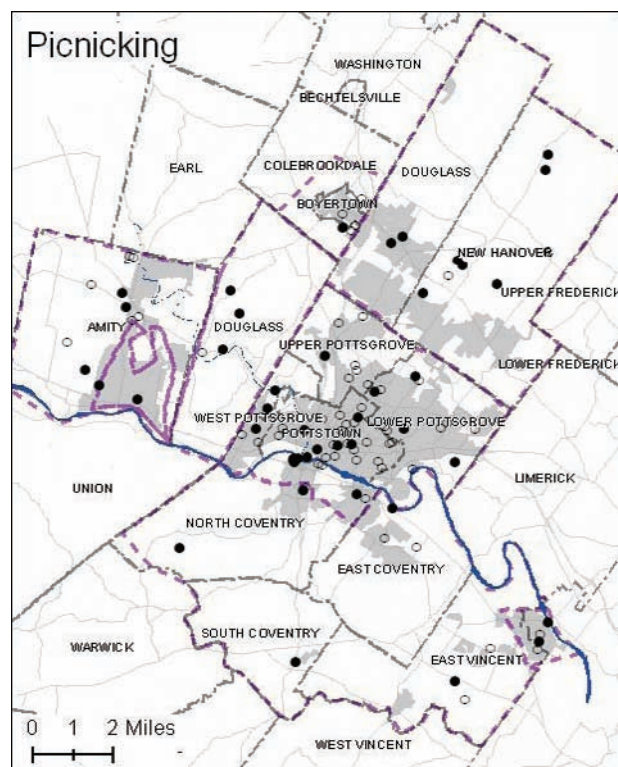 Picnicking
WASHINGTON
BECHTELSVILLE
EARL
COLEBROOKDALE
DOUGLASS
BOYERTOWN
NEW HANOVER
UPPER FREDERICK
AMITY
DOUGLASS
UPPER POTTSGROVE
LOWER FREDERICK
WEST POTTSGROVE
LOWER POTTSGROVE
POTTSTOWN
UNION
LIMERICK
NORTH COVENTRY
EAST COVENTRY
SOUTH COVENTRY
WARWICK
EAST VINCENT
0 1 2 Miles
WEST VINCENT